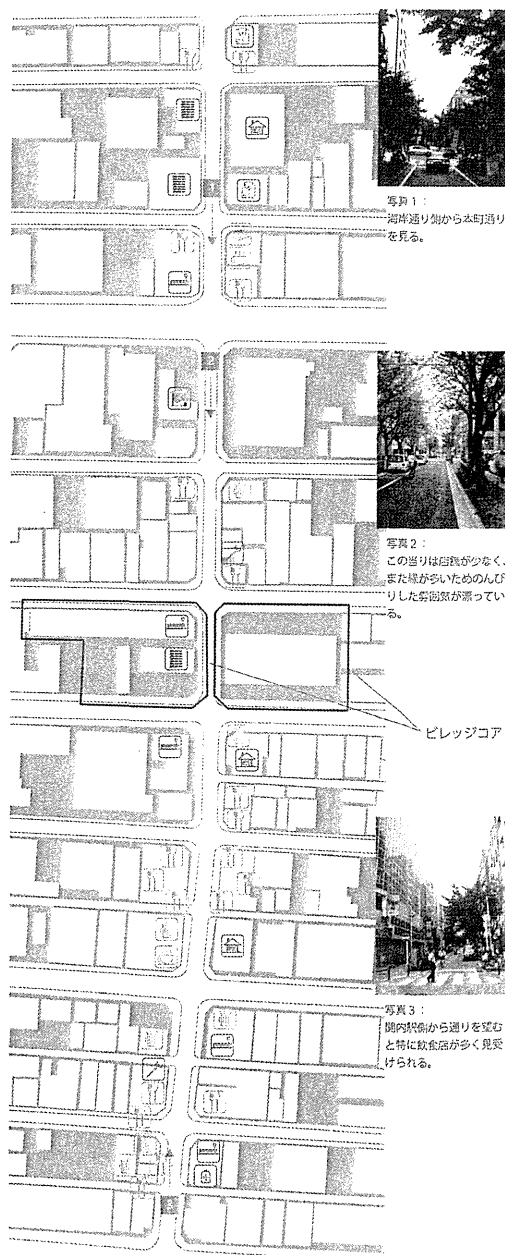 写真1：
海岸通り側から本町通り
を見る。
写真2：
この当りは店舗が少なく、
また緑が多いためのんび
りした雰囲気が漂ってい
る。
ビレッジコア
写真3：
関内駅側から通りを望む
と特に飲食店が多く見受
けられる。